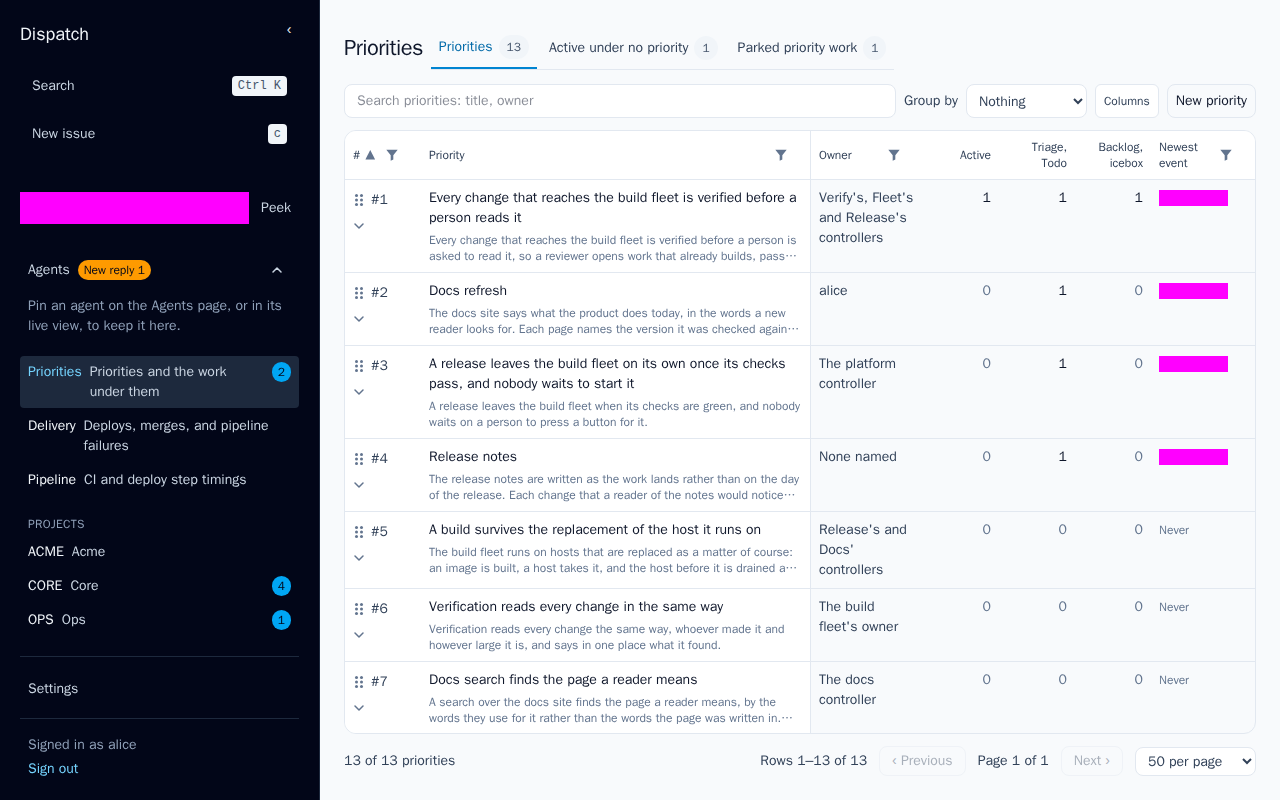 Dispatch
‹
Search
Ctrl K
New issue
C
Peek
Agents
New reply 1
Pin an agent on the Agents page, or in its
live view, to keep it here.
Priorities Priorities and the work
under them
2
Delivery Deploys, merges, and pipeline
failures
Pipeline CI and deploy step timings
PROJECTS
ACME Acme
CORE Core
4
OPS Ops
1
Settings
Signed in as alice
Sign out
Priorities
Priorities 13
Active under no priority 1
Parked priority work 1
Search priorities: title, owner
Group by
Nothing
Columns
New priority
# ▲
Priority
Owner
Active
Triage,
Todo
Backlog,
icebox
Newest
event
#1
Every change that reaches the build fleet is verified before a
person reads it
Every change that reaches the build fleet is verified before a person is
asked to read it, so a reviewer opens work that already builds, pass…
Verify's, Fleet's
and Release's
controllers
1
1
1
#2
Docs refresh
The docs site says what the product does today, in the words a new
reader looks for. Each page names the version it was checked again…
alice
0
1
0
#3
A release leaves the build fleet on its own once its checks
pass, and nobody waits to start it
A release leaves the build fleet when its checks are green, and nobody
waits on a person to press a button for it.
The platform
controller
0
1
0
#4
Release notes
The release notes are written as the work lands rather than on the day
of the release. Each change that a reader of the notes would notice…
None named
0
1
0
#5
A build survives the replacement of the host it runs on
The build fleet runs on hosts that are replaced as a matter of course:
an image is built, a host takes it, and the host before it is drained a…
Release's and
Docs'
controllers
0
0
0
Never
#6
Verification reads every change in the same way
Verification reads every change the same way, whoever made it and
however large it is, and says in one place what it found.
The build
fleet's owner
0
0
0
Never
#7
Docs search finds the page a reader means
A search over the docs site finds the page a reader means, by the
words they use for it rather than the words the page was written in.…
The docs
controller
0
0
0
Never
13 of 13 priorities
Rows 1–13 of 13
‹ Previous
Page 1 of 1
Next ›
50 per page